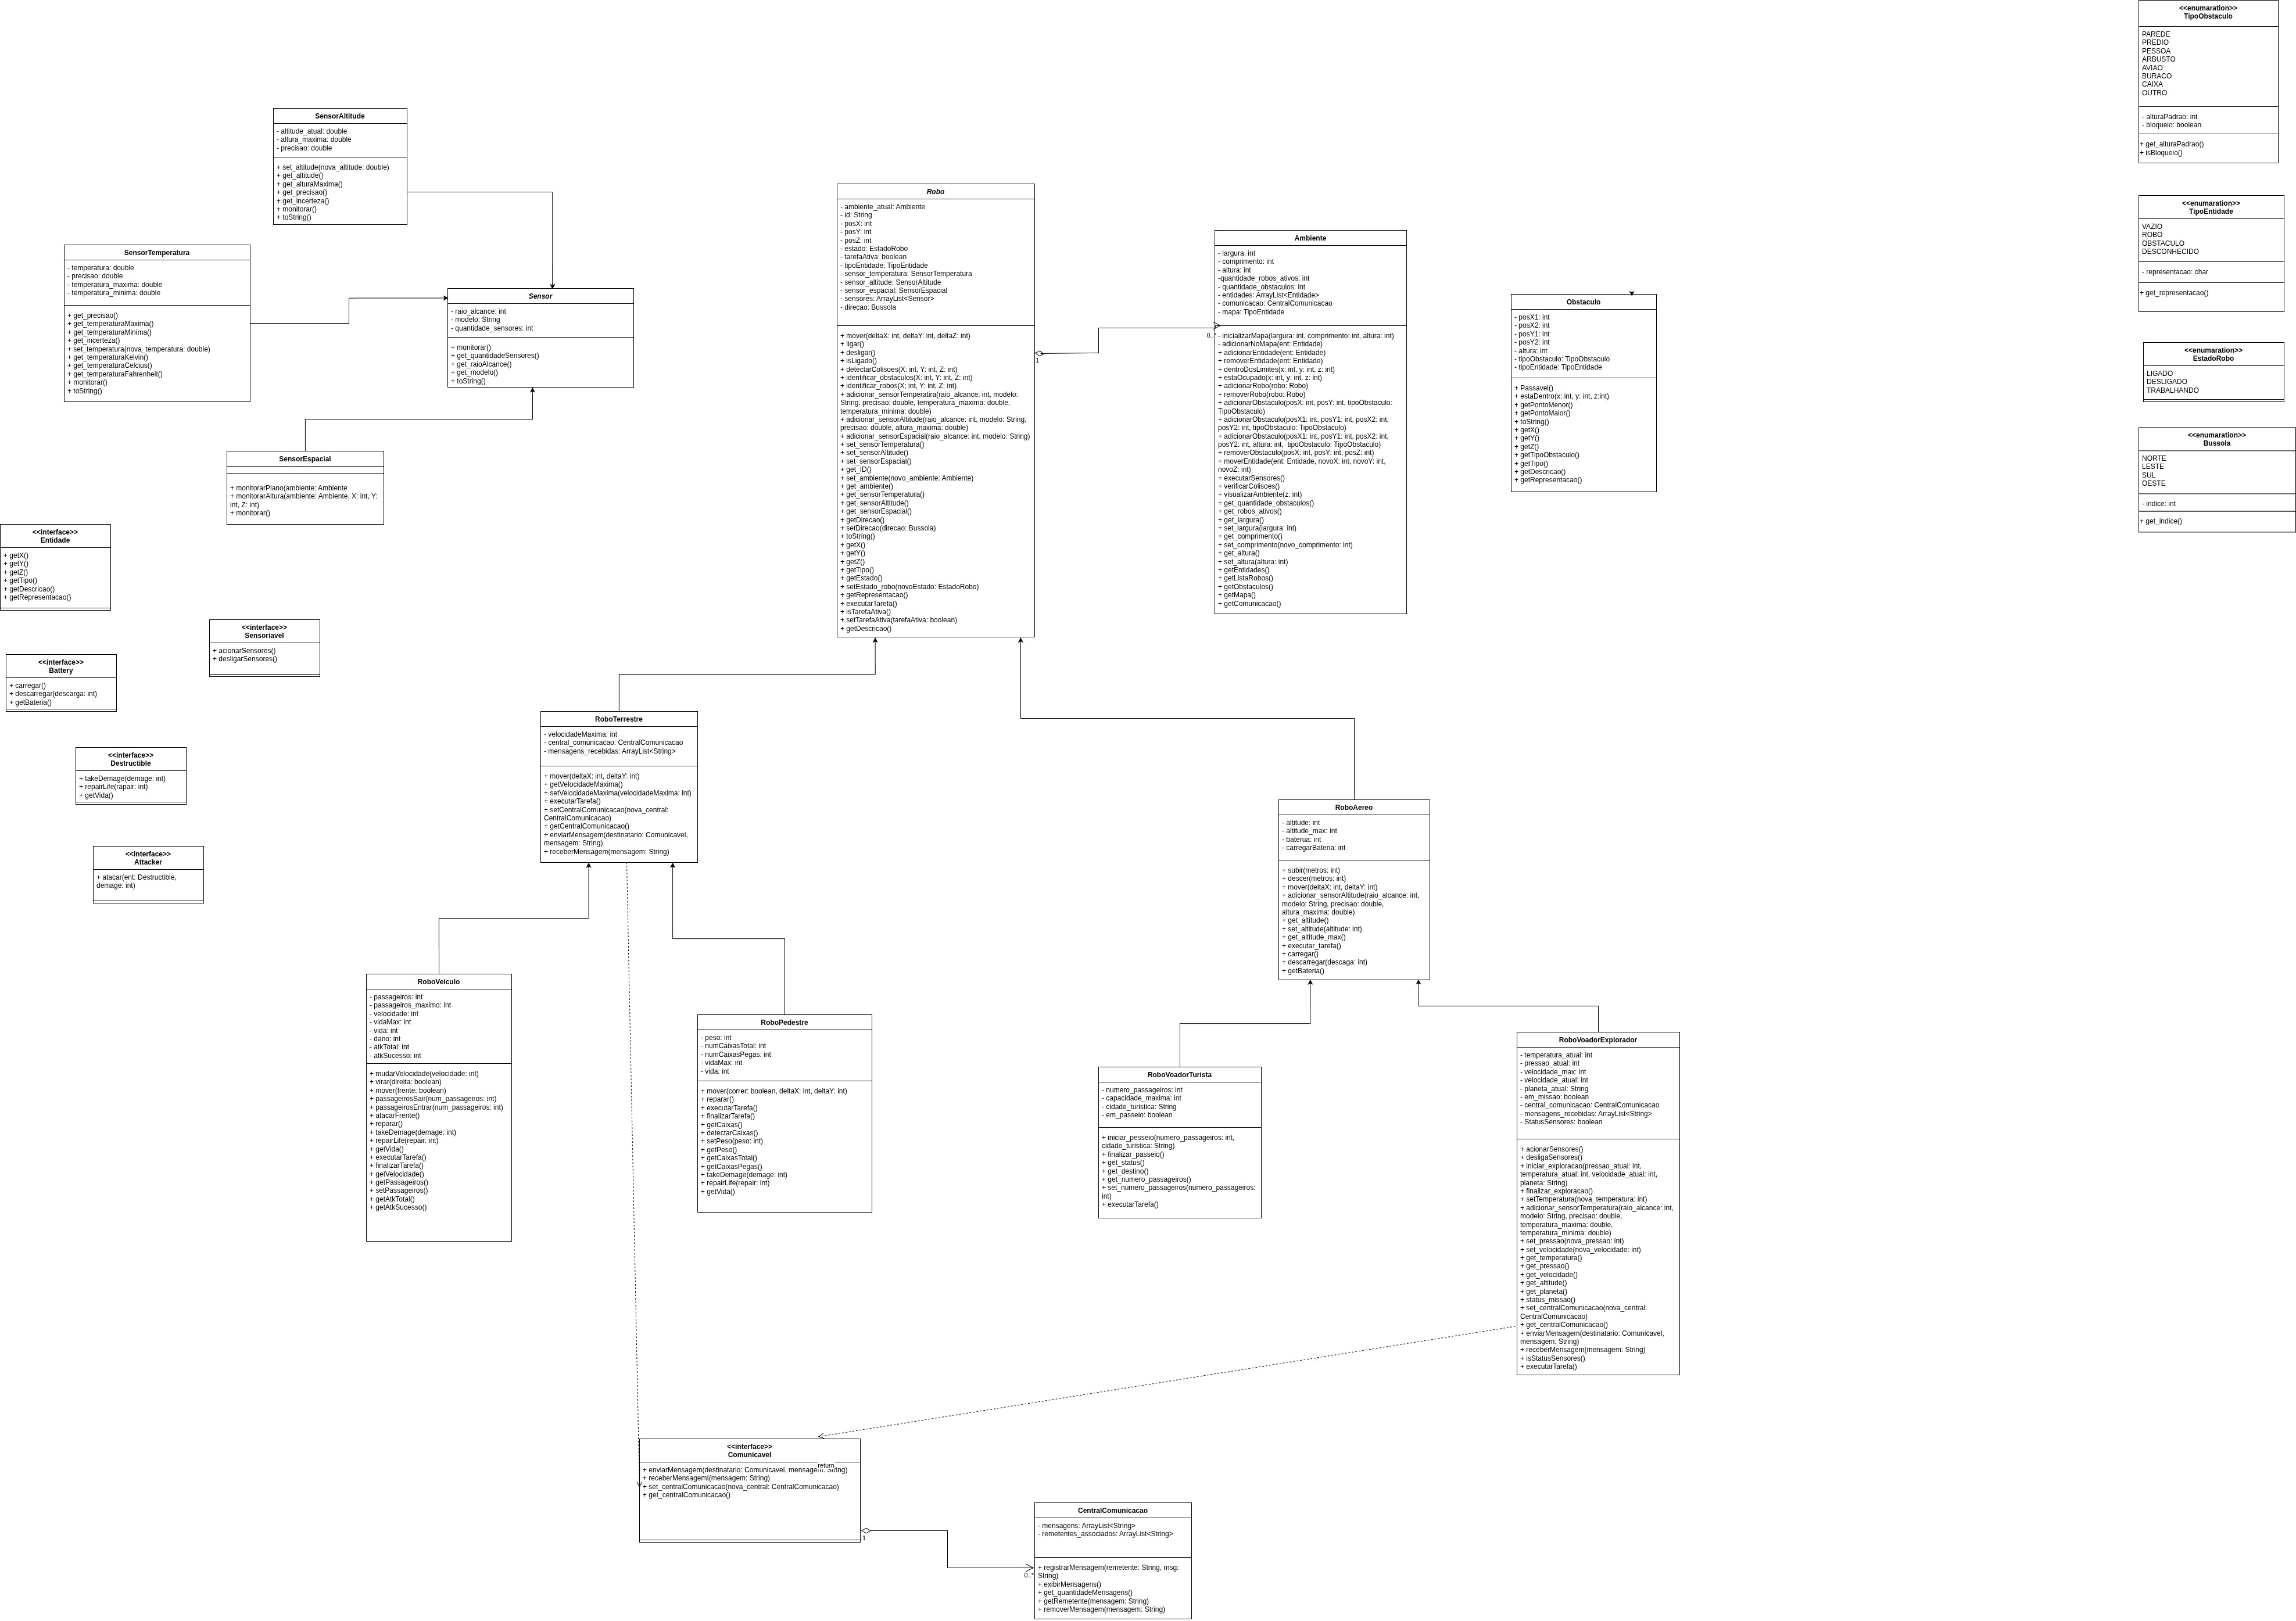 <<enumaration>>
TipoObstaculo
PAREDE
PREDIO
PESSOA
ARBUSTO
AVIAO
BURACO
CAIXA
OUTRO
- alturaPadrao: int
- bloqueio: boolean
+ get_alturaPadrao()
+ isBloqueio()
SensorAltitude
- altitude_atual: double
- altura_maxima: double
- precisao: double
+ set_altitude(nova_altitude: double)
+ get_altitude()
+ get_alturaMaxima()
+ get_precisao()
+ get_incerteza()
+ monitorar()
+ toString()
Robo
- ambiente_atual: Ambiente
- id: String
- posX: int
- posY: int
- posZ: int
- estado: EstadoRobo
- tarefaAtiva: boolean
- tipoEntidade: TipoEntidade
- sensor_temperatura: SensorTemperatura
- sensor_altitude: SensorAltitude
- sensor_espacial: SensorEspacial
- sensores: ArrayList<Sensor>
- direcao: Bussola
+ mover(deltaX: int, deltaY: int, deltaZ: int)
+ ligar()
+ desligar()
+ isLigado()
+ detectarColisoes(X: int, Y: int, Z: int)
+ identificar_obstaculos(X: int, Y: int, Z: int)
+ identificar_robos(X; int, Y: int, Z: int)
+ adicionar_sensorTemperatira(raio_alcance: int, modelo:
String, precisao: double, temperatura_maxima: double,
temperatura_minima: double)
+ adicionar_sensorAltitude(raio_alcance: int, modelo: String,
precisao: double, altura_maxima: double)
+ adicionar_sensorEspacial(raio_alcance: int, modelo: String)
+ set_sensorTemperatura()
+ set_sensorAltitude()
+ set_sensorEspacial()
+ get_ID()
+ set_ambiente(novo_ambiente: Ambiente)
+ get_ambiente()
+ get_sensorTemperatura()
+ get_sensorAltitude()
+ get_sensorEspacial()
+ getDirecao()
+ setDirecao(direcao: Bussola)
+ toString()
+ getX()
+ getY()
+ getZ()
+ getTipo()
+ getEstado()
+ setEstado_robo(novoEstado: EstadoRobo)
+ getRepresentacao()
+ executarTarefa()
+ isTarefaAtiva()
+ setTarefaAtiva(tarefaAtiva: boolean)
+ getDescricao()
1
0..*
<<enumaration>>
TipoEntidade
VAZIO
ROBO
OBSTACULO
DESCONHECIDO
- representacao: char
+ get_representacao()
Ambiente
- largura: int
- comprimento: int
- altura: int
-quantidade_robos_ativos: int
- quantidade_obstaculos: int
- entidades: ArrayList<Entidade>
- comunicacao: CentralComunicacao
- mapa: TipoEntidade
- inicializarMapa(largura: int, comprimento: int, altura: int)
- adicionarNoMapa(ent: Entidade)
+ adicionarEntidade(ent: Entidade)
+ removerEntidade(ent: Entidade)
+ dentroDosLimites(x: int, y: int, z: int)
+ estaOcupado(x: int, y: int, z: int)
+ adicionarRobo(robo: Robo)
+ removerRobo(robo: Robo)
+ adicionarObstaculo(posX: int, posY: int, tipoObstaculo:
TipoObstaculo)
+ adicionarObstaculo(posX1: int, posY1: int, posX2: int,
posY2: int, tipoObstaculo: TipoObstaculo)
+ adicionarObstaculo(posX1: int, posY1: int, posX2: int,
posY2: int, altura: int,  tipoObstaculo: TipoObstaculo)
+ removerObstaculo(posX: int, posY: int, posZ: int)
+ moverEntidade(ent: Entidade, novoX: int, novoY: int,
novoZ: int)
+ executarSensores()
+ verificarColisoes()
+ visualizarAmbiente(z: int)
+ get_quantidade_obstaculos()
+ get_robos_ativos()
+ get_largura()
+ set_largura(largura: int)
+ get_comprimento()
+ set_comprimento(novo_comprimento: int)
+ get_altura()
+ set_altura(altura: int)
+ getEntidades()
+ getListaRobos()
+ getObstaculos()
+ getMapa()
+ getComunicacao()
SensorTemperatura
- temperatura: double
- precisao: double
- temperatura_maxima: double
- temperatura_minima: double
+ get_precisao()
+ get_temperaturaMaxima()
+ get_temperaturaMinima()
+ get_incerteza()
+ set_temperatura(nova_temperatura: double)
+ get_temperaturaKelvin()
+ get_temperaturaCelcius()
+ get_temperaturaFahrenheit()
+ monitorar()
+ toString()
Sensor
- raio_alcance: int
- modelo: String
- quantidade_sensores: int
+ monitorar()
+ get_quantidadeSensores()
+ get_raioAlcance()
+ get_modelo()
+ toString()
Obstaculo
- posX1: int
- posX2: int
- posY1: int
- posY2: int
- altura: int
- tipoObstaculo: TipoObstaculo
- tipoEntidade: TipoEntidade
+ Passavel()
+ estaDentro(x: int, y: int, z:int)
+ getPontoMenor()
+ getPontoMaior()
+ toString()
+ getX()
+ getY()
+ getZ()
+ getTipoObstaculo()
+ getTipo()
+ getDescricao()
+ getRepresentacao()
<<enumaration>>
EstadoRobo
LIGADO
DESLIGADO
TRABALHANDO
<<enumaration>>
Bussola
NORTE
LESTE
SUL
OESTE
- indice: int
+ get_indice()
SensorEspacial
+ monitorarPlano(ambiente: Ambiente
+ monitorarAltura(ambiente: Ambiente, X: int, Y:
int, Z: int)
+ monitorar()
<<interface>>
Entidade
+ getX()
+ getY()
+ getZ()
+ getTipo()
+ getDescricao()
+ getRepresentacao()
<<interface>>
Sensoriavel
+ acionarSensores()
+ desligarSensores()
<<interface>>
Battery
+ carregar()
+ descarregar(descarga: int)
+ getBateria()
<<interface>>
Destructible
+ takeDemage(demage: int)
+ repairLife(rapair: int)
+ getVida()
<<interface>>
Attacker
+ atacar(ent: Destructible,
demage: int)
RoboTerrestre
- velocidadeMaxima: int
- central_comunicacao: CentralComunicacao
- mensagens_recebidas: ArrayList<String>
+ mover(deltaX: int, deltaY: int)
+ getVelocidadeMaxima()
+ setVelocidadeMaxima(velocidadeMaxima: int)
+ executarTarefa()
+ setCentralComunicacao(nova_central:
CentralComunicacao)
+ getCentralComunicacao()
+ enviarMensagem(destinatario: Comunicavel,
mensagem: String)
+ receberMensagem(mensagem: String)
RoboAereo
- altitude: int
- altitude_max: int
- baterua: int
- carregarBateria: int
+ subir(metros: int)
+ descer(metros: int)
+ mover(deltaX: int, deltaY: int)
+ adicionar_sensorAltitude(raio_alcance: int,
modelo: String, precisao: double,
altura_maxima: double)
+ get_altitude()
+ set_altitude(altitude: int)
+ get_altitude_max()
+ executar_tarefa()
+ carregar()
+ descarregar(descaga: int)
+ getBateria()
RoboVeiculo
- passageiros: int
- passageiros_maximo: int
- velocidade: int
- vidaMax: int
- vida: int
- dano: int
- atkTotal: int
- atkSucesso: int
+ mudarVelocidade(velocidade: int)
+ virar(direita: boolean)
+ mover(frente: boolean)
+ passageirosSair(num_passageiros: int)
+ passageirosEntrar(num_passageiros: int)
+ atacarFrente()
+ reparar()
+ takeDemage(demage: int)
+ repairLife(repair: int)
+ getVida()
+ executarTarefa()
+ finalizarTarefa()
+ getVelocidade()
+ getPassageiros()
+ setPassageiros()
+ getAtkTotal()
+ getAtkSucesso()
RoboPedestre
- peso: int
- numCaixasTotal: int
- numCaixasPegas: int
- vidaMax: int
- vida: int
+ mover(correr: boolean, deltaX: int, deltaY: int)
+ reparar()
+ executarTarefa()
+ finalizarTarefa()
+ getCaixas()
+ detectarCaixas()
+ setPeso(peso: int)
+ getPeso()
+ getCaixasTotal()
+ getCaixasPegas()
+ takeDemage(demage: int)
+ repairLife(repair: int)
+ getVida()
RoboVoadorTurista
- numero_passageiros: int
- capacidade_maxima: int
- cidade_turistica: String
- em_passeio: boolean
+ iniciar_pesseio(numero_passageiros: int,
cidade_turistica: String)
+ finalizar_passeio()
+ get_status()
+ get_destino()
+ get_numero_passageiros()
+ set_numero_passageiros(numero_passageiros:
int)
+ executarTarefa()
RoboVoadorExplorador
- temperatura_atual: int
- pressao_atual: int
- velocidade_max: int
- velocidade_atual: int
- planeta_atual: String
- em_missao: boolean
- central_comunicacao: CentralComunicacao
- mensagens_recebidas: ArrayList<String>
- StatusSensores: boolean
+ acionarSensores()
+ desligaSensores()
+ iniciar_exploracao(pressao_atual: int,
temperatura_atual: int, velocidade_atual: int,
planeta: String)
+ finalizar_exploracao()
+ setTemperatura(nova_temperatura: int)
+ adicionar_sensorTemperatura(raio_alcance: int,
modelo: String, precisao: double,
temperatura_maxima: double,
temperatura_minima: double)
+ set_pressao(nova_pressao: int)
+ set_velocidade(nova_velocidade: int)
+ get_temperatura()
+ get_pressao()
+ get_velocidade()
+ get_altitude()
+ get_planeta()
+ status_missao()
+ set_centralComunicacao(nova_central:
CentralComunicacao)
+ get_centralComunicacao()
+ enviarMensagem(destinatario: Comunicavel,
mensagem: String)
+ receberMensagem(mensagem: String)
+ isStatusSensores()
+ executarTarefa()
<<interface>>
Comunicavel
return
+ enviarMensagem(destinatario: Comunicavel, mensagem: String)
+ receberMensagemI(mensagem: String)
+ set_centralComunicacao(nova_central: CentralComunicacao)
+ get_centralComunicacao()
1
0..*
CentralComunicacao
- mensagens: ArrayList<String>
- remetentes_associados: ArrayList<String>
+ registrarMensagem(remetente: String, msg:
String)
+ exibirMensagens()
+ get_quantidadeMensagens()
+ getRemetente(mensagem: String)
+ removerMensagem(mensagem: String)